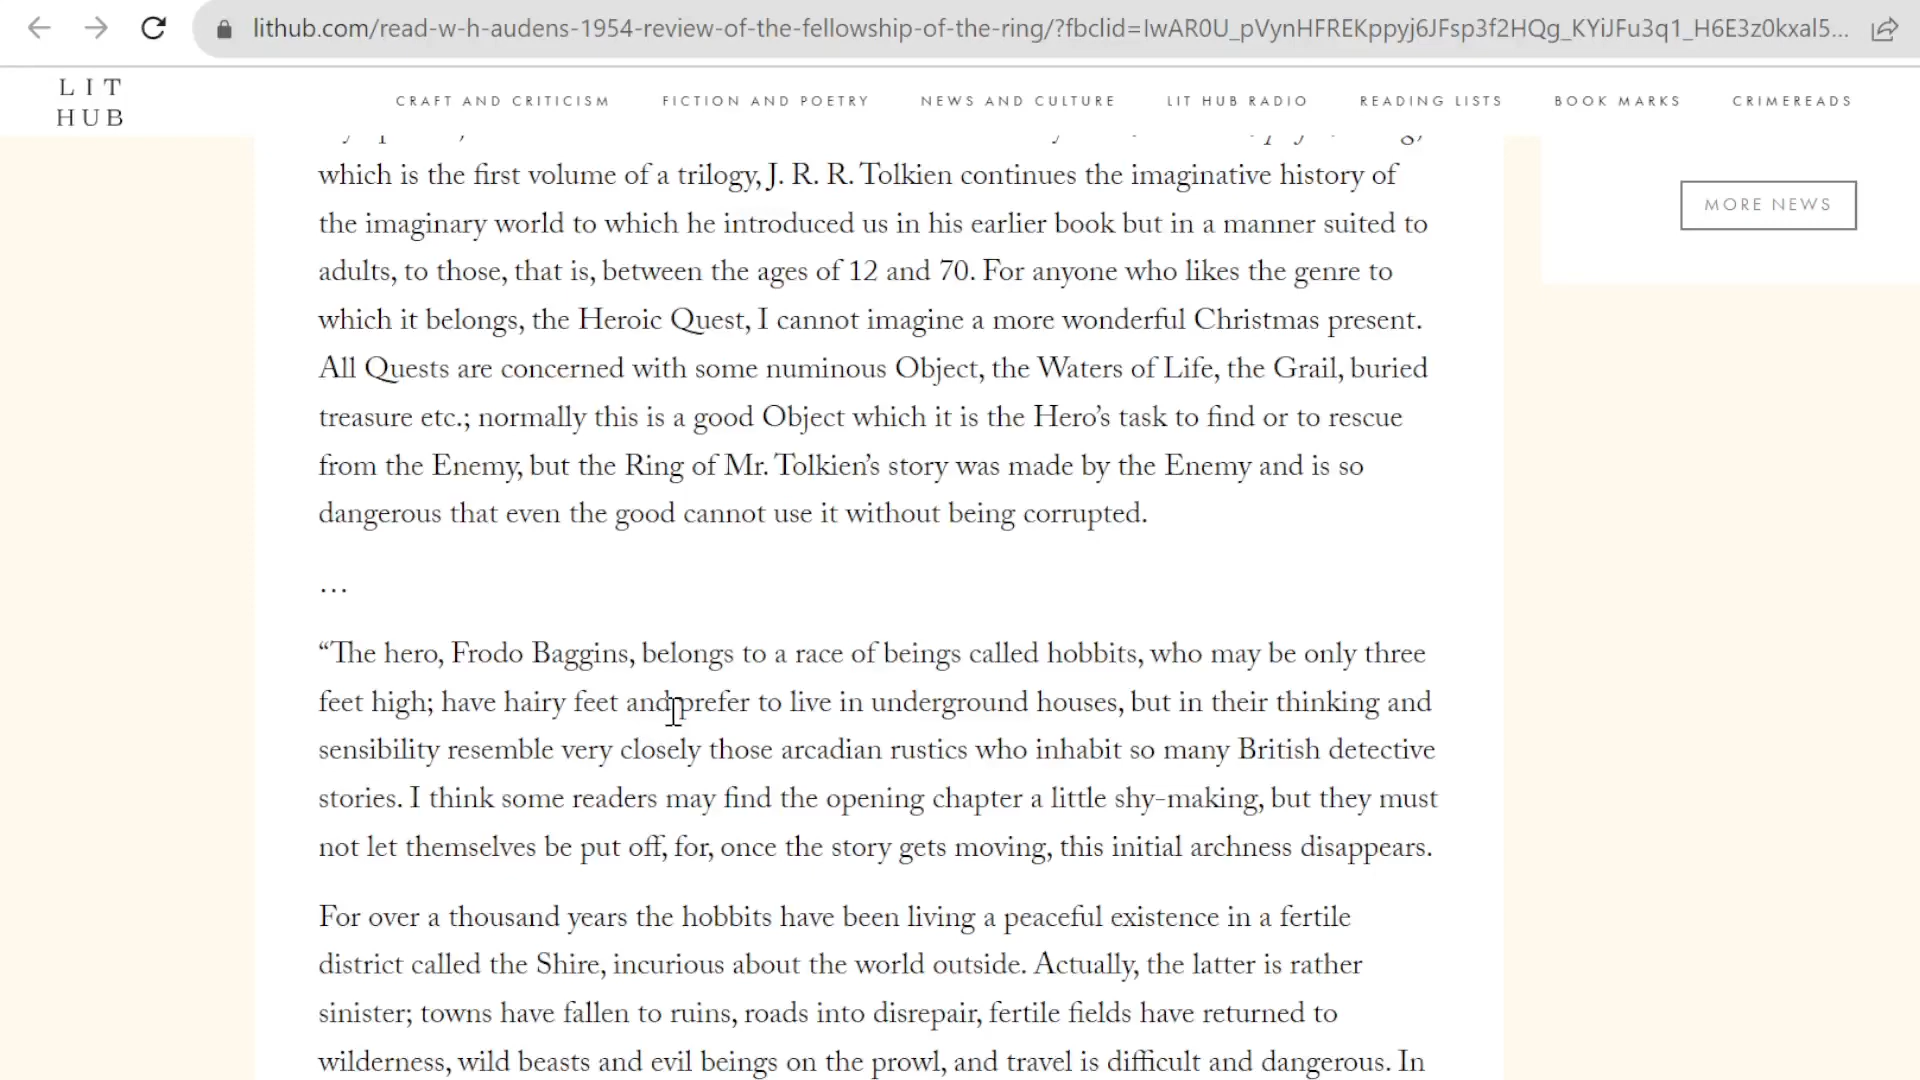 lithub.com/read-w-h-audens-1954-review-of-the-fellowship-of-the-ring/?fbclid=IwAR0U_pVynHFREKppyj6JFsp3f2HQg_KYiJFu3q1_H6E3z0kxal5...
LIT
HUB
CRAFT AND CRITICISM FICTION AND POETRY NEWS AND CULTURE LIT HUB RADIO READING LISTS BOOK MARKS CRIMEREADS
MORE NEWS
which is the first volume of a trilogy, J. R. R. Tolkien continues the imaginative history of
the imaginary world to which he introduced us in his earlier book but in a manner suited to
adults, to those, that is, between the ages of 12 and 70. For anyone who likes the genre to
which it belongs, the Heroic Quest, I cannot imagine a more wonderful Christmas present.
All Quests are concerned with some numinous Object, the Waters of Life, the Grail, buried
treasure etc.; normally this is a good Object which it is the Hero’s task to find or to rescue
from the Enemy, but the Ring of Mr. Tolkien’s story was made by the Enemy and is so
dangerous that even the good cannot use it without being corrupted.
…
“The hero, Frodo Baggins, belongs to a race of beings called hobbits, who may be only three
feet high; have hairy feet and prefer to live in underground houses, but in their thinking and
sensibility resemble very closely those arcadian rustics who inhabit so many British detective
stories. I think some readers may find the opening chapter a little shy-making, but they must
not let themselves be put off, for, once the story gets moving, this initial archness disappears.
For over a thousand years the hobbits have been living a peaceful existence in a fertile
district called the Shire, incurious about the world outside. Actually, the latter is rather
sinister; towns have fallen to ruins, roads into disrepair, fertile fields have returned to
wilderness, wild beasts and evil beings on the prowl, and travel is difficult and dangerous. In